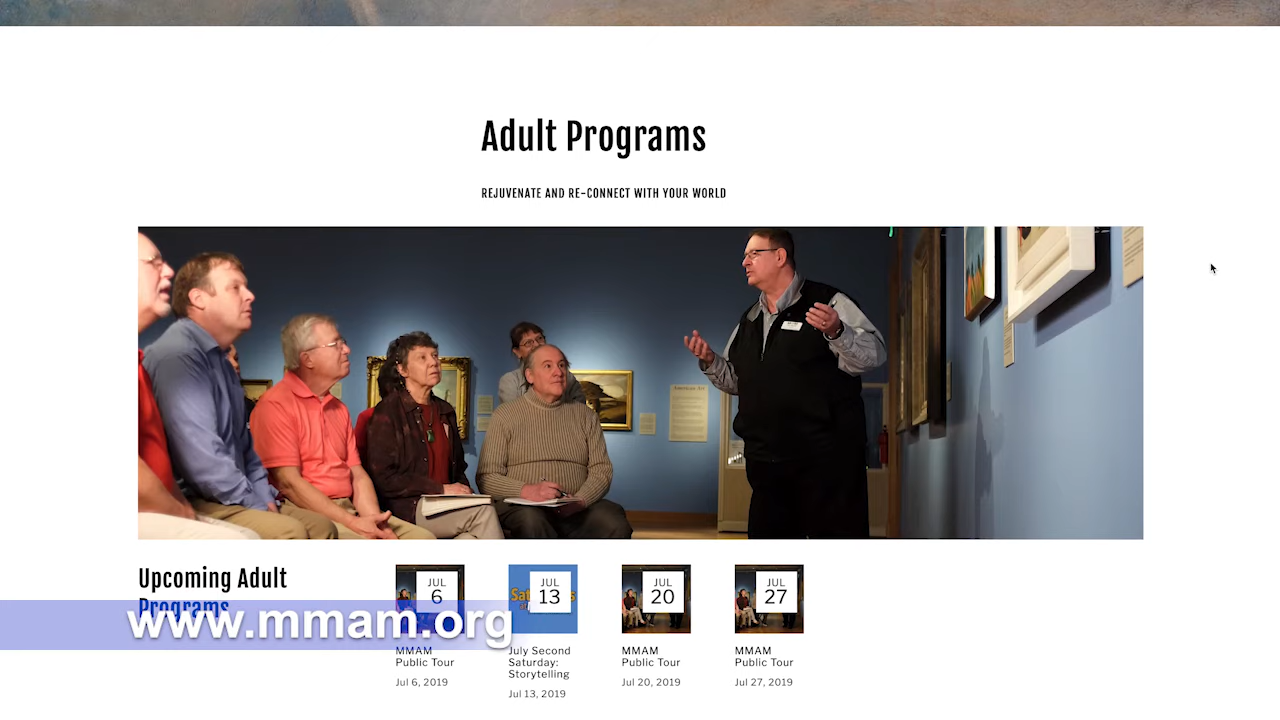 Adult Programs
REJUVENATE AND RE-CONNECT WITH YOUR WORLD
American Art
Upcoming Adult
Programs
www.mmam.org
JUL
6
MMAM
Public Tour
Jul 6, 2019
JUL
13
July Second
Saturday:
Storytelling
Jul 13, 2019
JUL
20
MMAM
Public Tour
Jul 20, 2019
JUL
27
MMAM
Public Tour
Jul 27, 2019